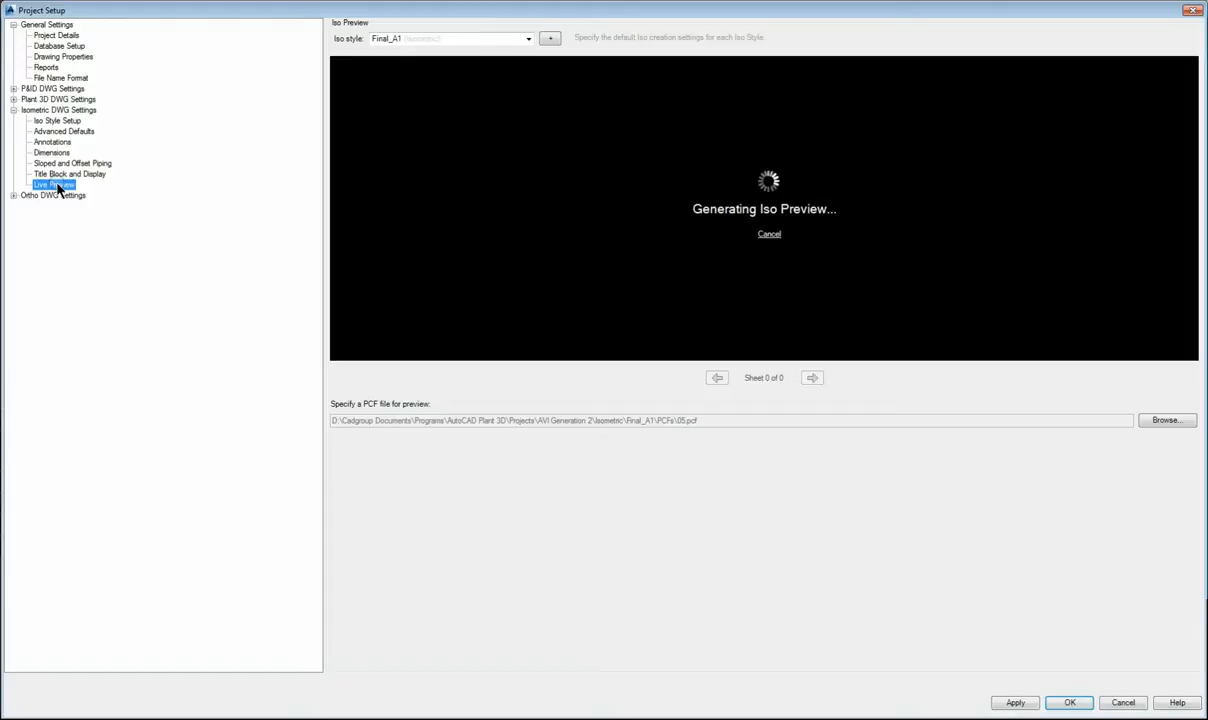 Project Setup
General Settings
Project Details
Database Setup
Drawing Properties
Reports
File Name Format
P&ID DWG Settings
Plant 3D DWG Settings
Isometric DWG Settings
Iso Style Setup
Advanced Defaults
Annotations
Dimensions
Sloped and Offset Piping
Title Block and Display
Live Preview
Ortho DWG Settings
Iso Preview
Iso style: Final_A1 (Isometric) + Specify the default Iso creation settings for each Iso Style.
Generating Iso Preview...
Cancel
Sheet 0 of 0
Specify a PCF file for preview:
D:\Cadgroup Documents\Programs\AutoCAD Plant 3D\Projects\AVI Generation 2\Isometric\Final_A1\PCFs\05.pcf Browse...
Apply OK Cancel Help